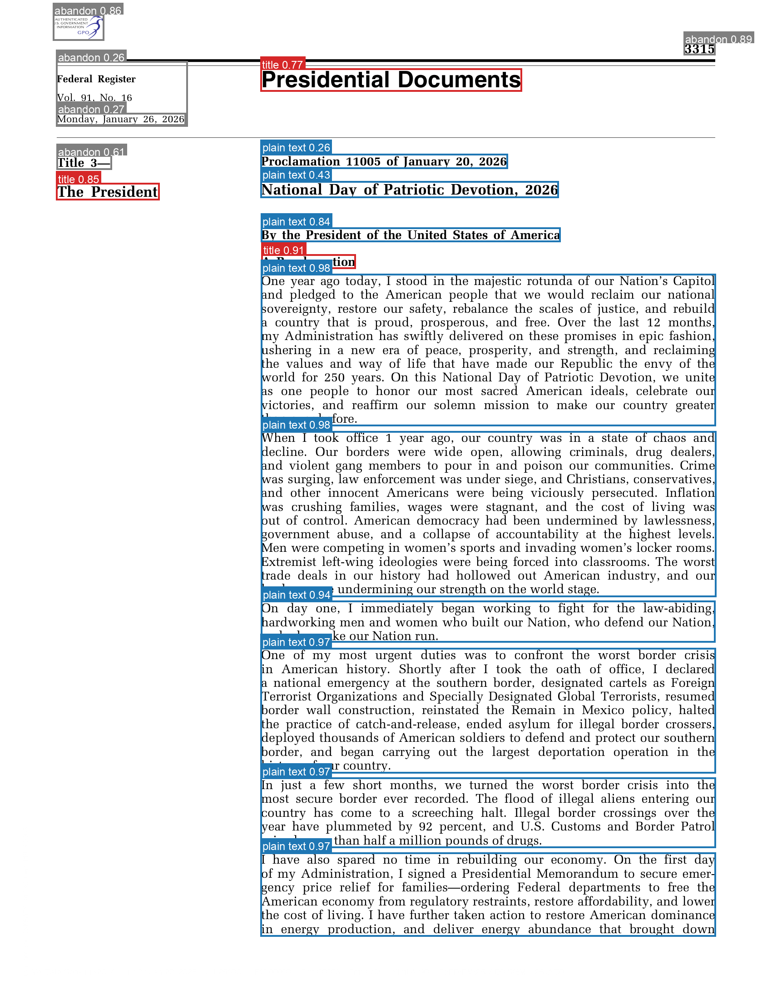 abandon 0.86
AUTHENTICATED
U.S. GOVERNMENT
INFORMATION
GPO
abandon 0.89
3315
abandon 0.26
Federal Register
Vol. 91, No. 16
abandon 0.27
Monday, January 26, 2026
title 0.77
Presidential Documents
abandon 0.61
Title 3—
title 0.85
The President
plain text 0.26
Proclamation 11005 of January 20, 2026
plain text 0.43
National Day of Patriotic Devotion, 2026
plain text 0.84
By the President of the United States of America
title 0.91
plain text 0.98
One year ago today, I stood in the majestic rotunda of our Nation's Capitol
and pledged to the American people that we would reclaim our national
sovereignty, restore our safety, rebalance the scales of justice, and rebuild
a country that is proud, prosperous, and free. Over the last 12 months,
my Administration has swiftly delivered on these promises in epic fashion,
ushering in a new era of peace, prosperity, and strength, and reclaiming
the values and way of life that have made our Republic the envy of the
world for 250 years. On this National Day of Patriotic Devotion, we unite
as one people to honor our most sacred American ideals, celebrate our
victories, and reaffirm our solemn mission to make our country greater
plain text 0.98
When I took office 1 year ago, our country was in a state of chaos and
decline. Our borders were wide open, allowing criminals, drug dealers,
and violent gang members to pour in and poison our communities. Crime
was surging, law enforcement was under siege, and Christians, conservatives,
and other innocent Americans were being viciously persecuted. Inflation
was crushing families, wages were stagnant, and the cost of living was
out of control. American democracy had been undermined by lawlessness,
government abuse, and a collapse of accountability at the highest levels.
Men were competing in women's sports and invading women's locker rooms.
Extremist left-wing ideologies were being forced into classrooms. The worst
trade deals in our history had hollowed out American industry, and our
undermining our strength on the world stage.
plain text 0.94
On day one, I immediately began working to fight for the law-abiding,
hardworking men and women who built our Nation, who defend our Nation,
our Nation run.
plain text 0.97
One of my most urgent duties was to confront the worst border crisis
in American history. Shortly after I took the oath of office, I declared
a national emergency at the southern border, designated cartels as Foreign
Terrorist Organizations and Specially Designated Global Terrorists, resumed
border wall construction, reinstated the Remain in Mexico policy, halted
the practice of catch-and-release, ended asylum for illegal border crossers,
deployed thousands of American soldiers to defend and protect our southern
border, and began carrying out the largest deportation operation in the
country.
plain text 0.97
In just a few short months, we turned the worst border crisis into the
most secure border ever recorded. The flood of illegal aliens entering our
country has come to a screeching halt. Illegal border crossings over the
year have plummeted by 92 percent, and U.S. Customs and Border Patrol
than half a million pounds of drugs.
plain text 0.97
I have also spared no time in rebuilding our economy. On the first day
of my Administration, I signed a Presidential Memorandum to secure emer-
gency price relief for families—ordering Federal departments to free the
American economy from regulatory restraints, restore affordability, and lower
the cost of living. I have further taken action to restore American dominance
in energy production, and deliver energy abundance that brought down